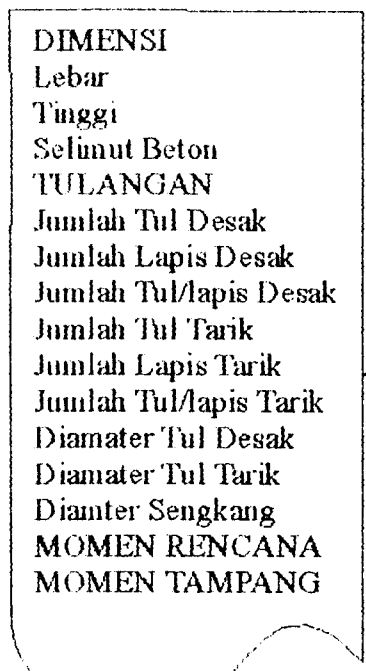 DIMENSI
Lebar
Tinggi
Selimut Beton
TULANGAN
Jumlah Tul Desak
Jumlah Lapis Desak
Jumlah Tul/lapis Desak
Jumlah Tul Tarik
Jumlah Lapis Tarik
Jumlah Tul/lapis Tarik
Diamater Tul Desak
Diamater Tul Tarik
Diamter Sengkang
MOMEN RENCANA
MOMEN TAMPANG